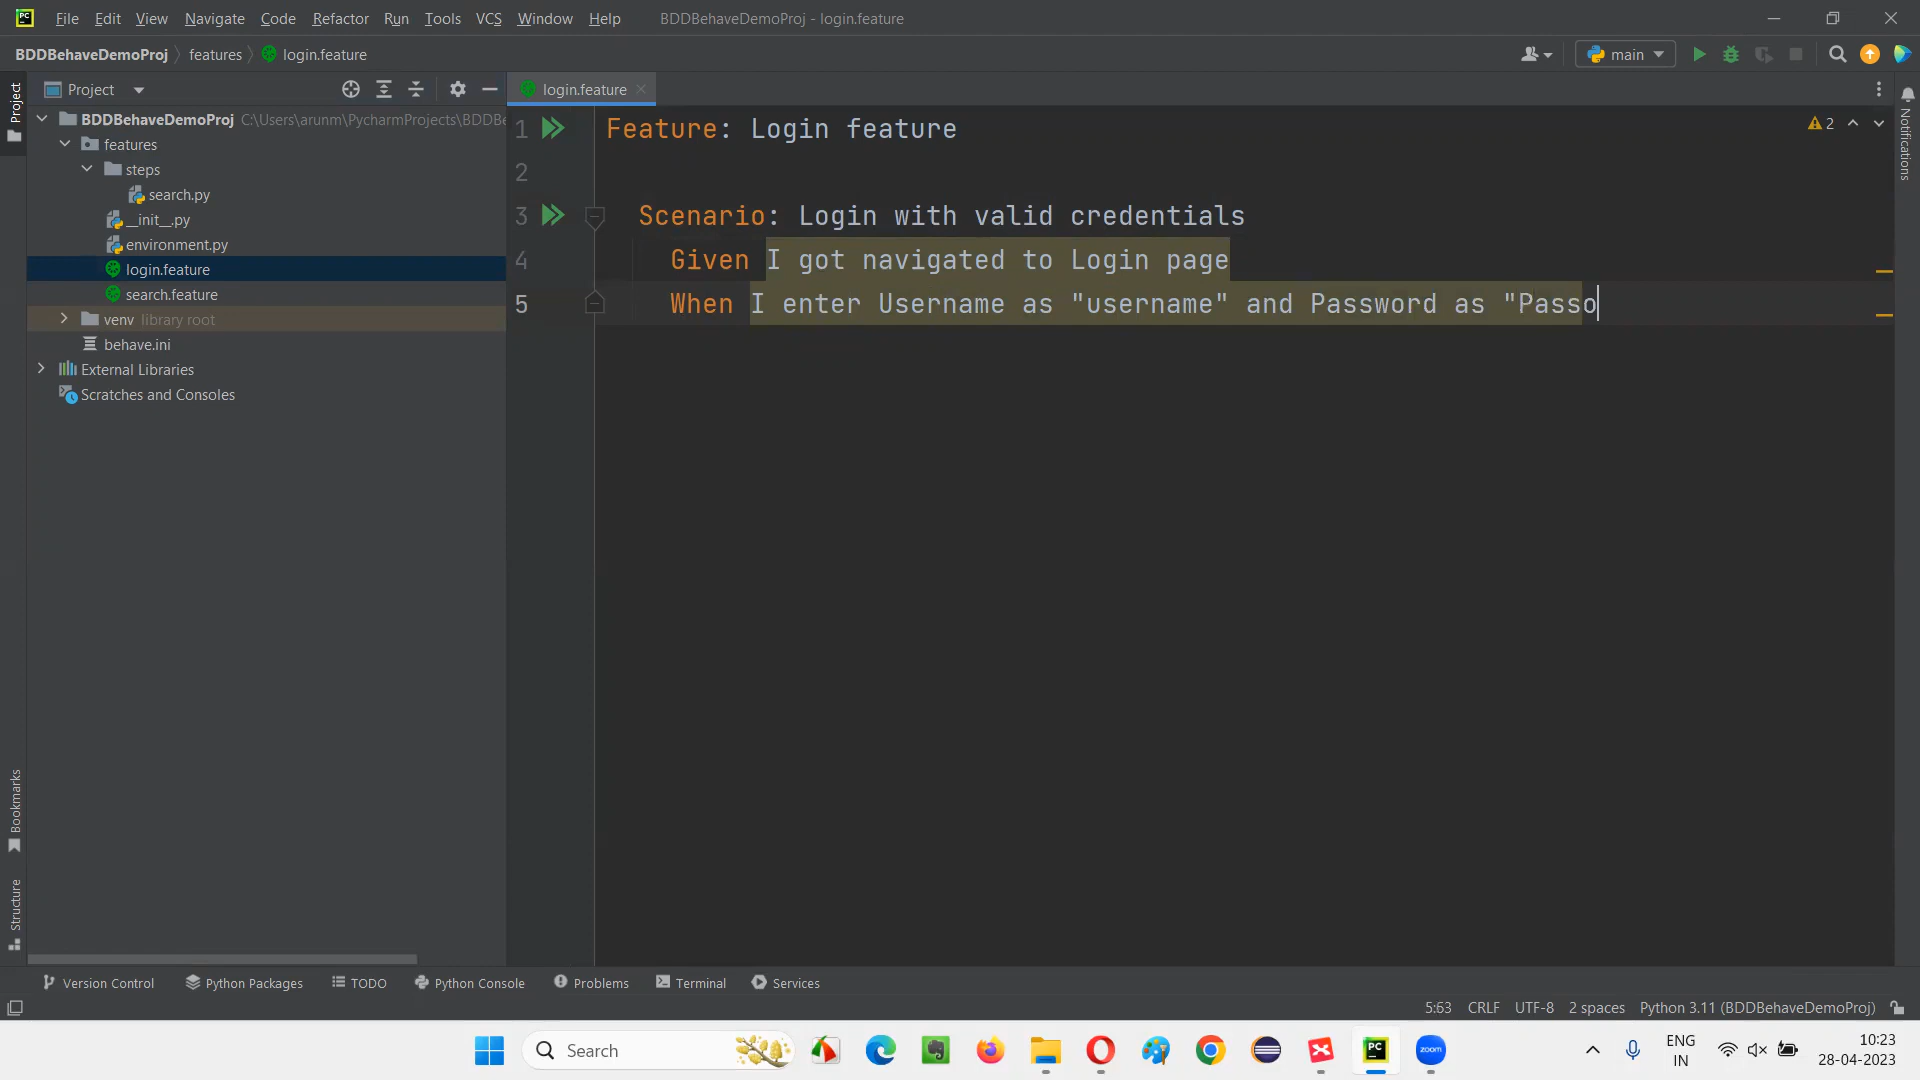 PC File Edit View Navigate Code Refactor Run Tools VCS Window Help BDDBehaveDemoProj - login.feature
BDDBehaveDemoProj features login.feature main
Project
Project
login.feature
Notifications
BDDBehaveDemoProj C:\Users\arunm\PycharmProjects\BDDBe
features
steps
search.py
__init__.py
environment.py
login.feature
search.feature
venv library root
behave.ini
External Libraries
Scratches and Consoles
2
1 Feature: Login feature
2
3 Scenario: Login with valid credentials
4 Given I got navigated to Login page
5 When I enter Username as "username" and Password as "Passo
Bookmarks
Structure
Version Control Python Packages TODO Python Console Problems Terminal Services
5:63 CRLF UTF-8 2 spaces Python 3.11 (BDDBehaveDemoProj)
Search
PC
zoom
ENG
IN
10:23
28-04-2023